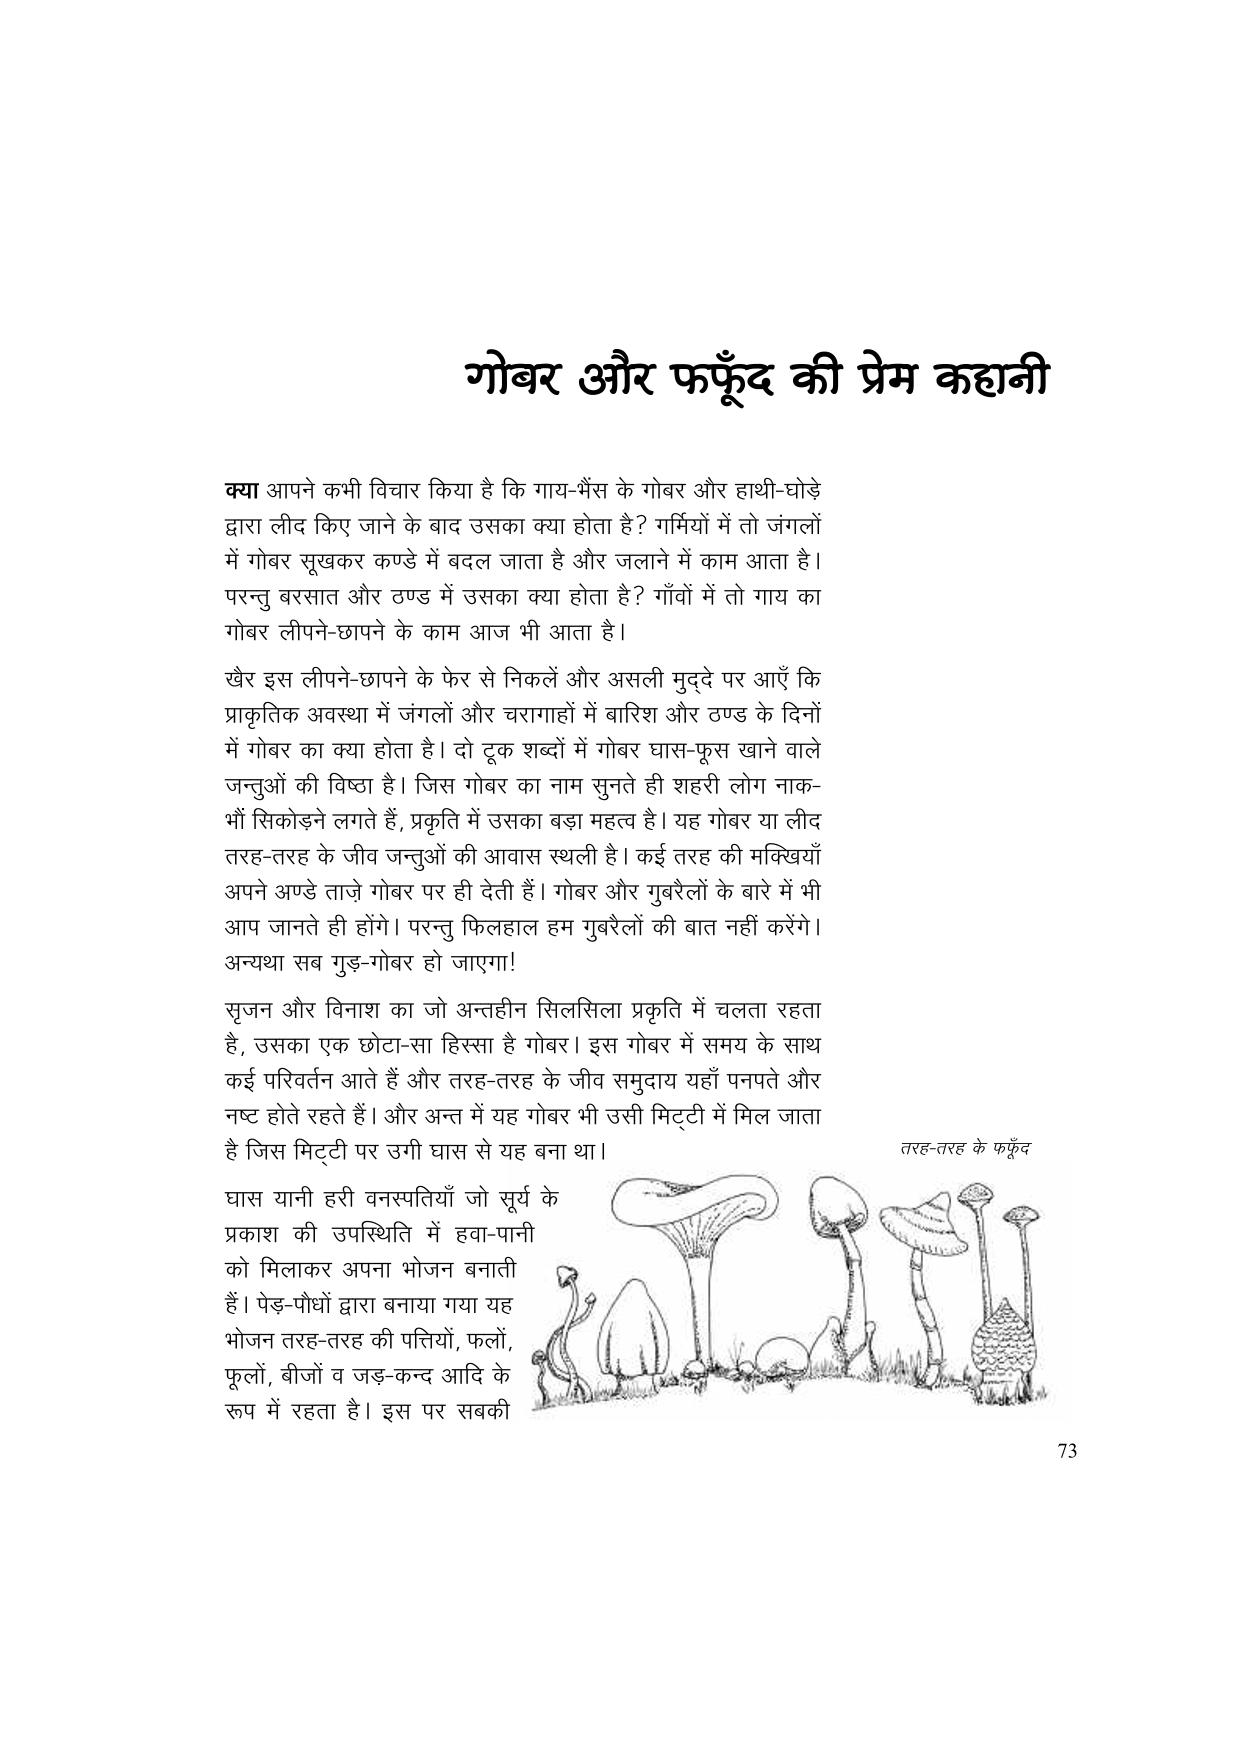 गोबर और फफूँद की प्रेम कहानी
क्या आपने कभी विचार किया है कि गाय-भैंस के गोबर और हाथी-घोड़े
द्वारा लीद किए जाने के बाद उसका क्या होता है? गर्मियों में तो जंगलों
में गोबर सूखकर कण्डे में बदल जाता है और जलाने में काम आता है।
परन्तु बरसात और ठण्ड में उसका क्या होता है? गाँवों में तो गाय का
गोबर लीपने-छापने के काम आज भी आता है।
खैर इस लीपने-छापने के फेर से निकलें और असली मुद्दे पर आएँ कि
प्राकृतिक अवस्था में जंगलों और चरागाहों में बारिश और ठण्ड के दिनों
में गोबर का क्या होता है। दो टूक शब्दों में गोबर घास-फूस खाने वाले
जन्तुओं की विष्ठा है। जिस गोबर का नाम सुनते ही शहरी लोग नाक-
भौं सिकोड़ने लगते हैं, प्रकृति में उसका बड़ा महत्व है। यह गोबर या लीद
तरह-तरह के जीव जन्तुओं की आवास स्थली है। कई तरह की मक्खियाँ
अपने अण्डे ताज़े गोबर पर ही देती हैं। गोबर और गुबरैलों के बारे में भी
आप जानते ही होंगे। परन्तु फिलहाल हम गुबरैलों की बात नहीं करेंगे।
अन्यथा सब गुड़-गोबर हो जाएगा!
सृजन और विनाश का जो अन्तहीन सिलसिला प्रकृति में चलता रहता
है, उसका एक छोटा-सा हिस्सा है गोबर। इस गोबर में समय के साथ
कई परिवर्तन आते हैं और तरह-तरह के जीव समुदाय यहाँ पनपते और
नष्ट होते रहते हैं। और अन्त में यह गोबर भी उसी मिट्टी में मिल जाता
है जिस मिट्टी पर उगी घास से यह बना था।
तरह-तरह के फफूँद
घास यानी हरी वनस्पतियाँ जो सूर्य के
प्रकाश की उपस्थिति में हवा-पानी
को मिलाकर अपना भोजन बनाती
हैं। पेड़-पौधों द्वारा बनाया गया यह
भोजन तरह-तरह की पत्तियों, फलों,
फूलों, बीजों व जड़-कन्द आदि के
रूप में रहता है। इस पर सबकी
73